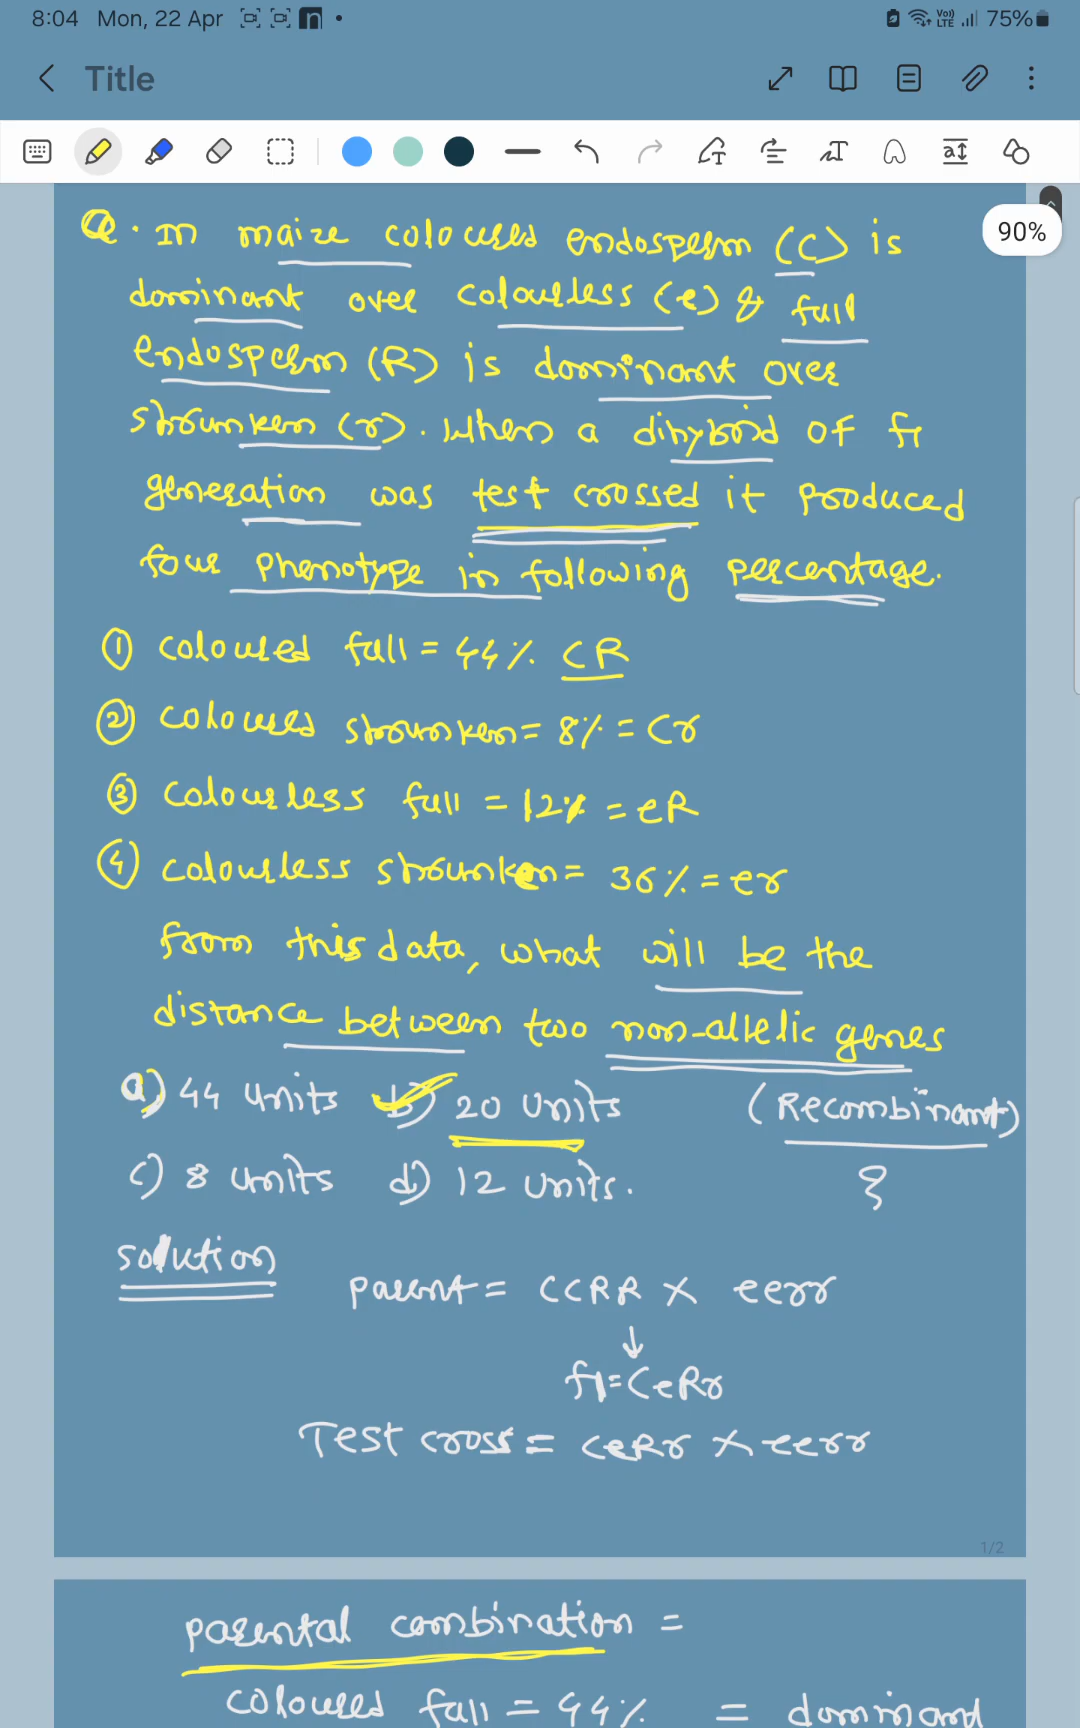 8:04 Mon, 22 Apr 75%
Title
90%
Q. In maize coloured endosperm (C) is
dominant over colourless (c) & full
endosperm (R) is dominant over
shrunken (r). When a dihybrid of f1
generation was test crossed it produced
four phenotype in following percentage.
① coloured full = 44% CR
② coloured shrunken = 8% = Cr
③ colourless full = 12% = cR
④ colourless shrunken = 36% = cr
from this data, what will be the
distance between two non-allelic genes
a) 44 units b) 20 units (Recombinant)
c) 8 units d) 12 units.
solution
parent = CCRR X ccrr
↓
f1 = CcRr
Test cross = CcRr X ccrr
1/2
parental combination =
coloured full = 44% = dominand